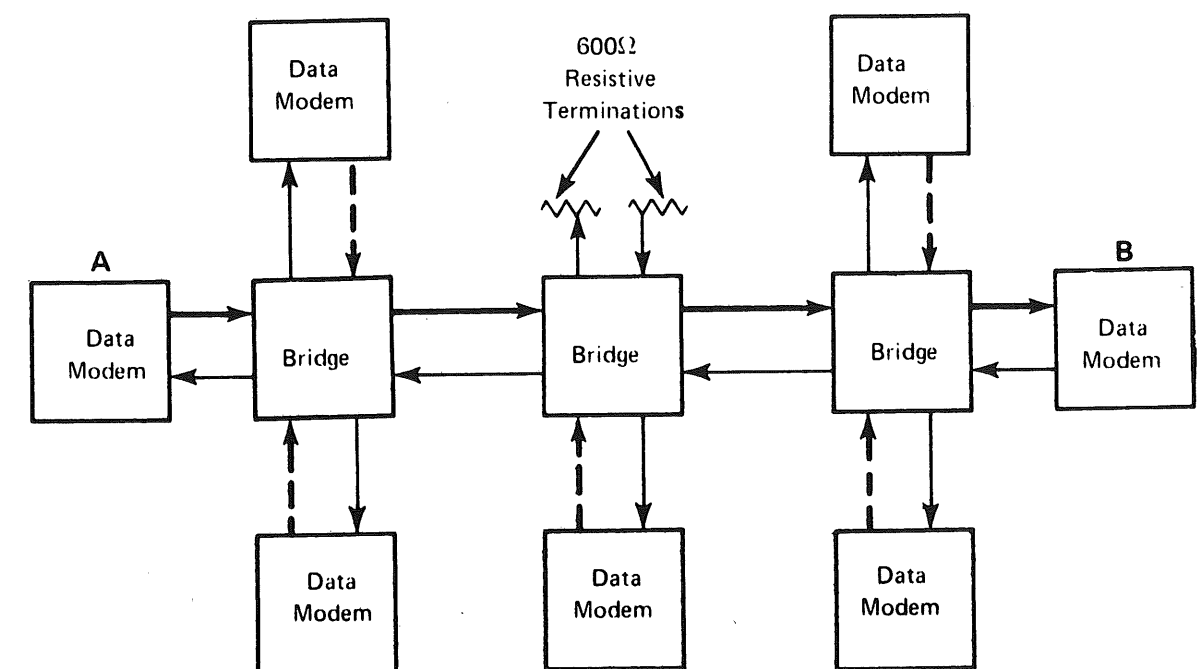 Data
Modem
600Ω
Resistive
Terminations
Data
Modem
A
Data
Modem
Bridge
Bridge
Bridge
B
Data
Modem
Data
Modem
Data
Modem
Data
Modem